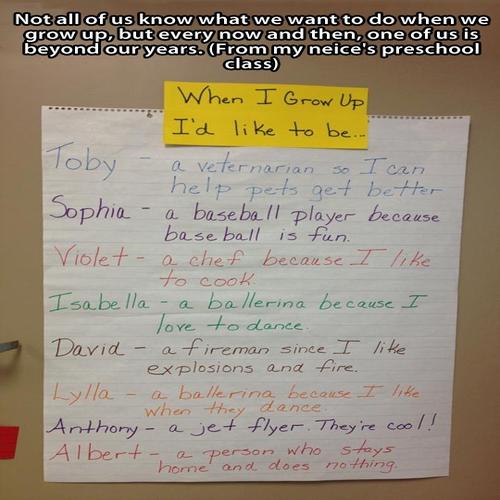 Not all of us know what we want to do when we
grow up, but every now and then, one of us is
beyond our years. (From my neice's preschool
class)
When I Grow Up
I'd like to be...
Toby - a veternarian so I can
help pets get better
Sophia - a baseball player because
baseball is fun.
Violet - a chef because I like
to cook.
Isabella - a ballerina because I
love to dance.
David - a fireman since I like
explosions and fire.
Lylla - a ballerina because I like
when they dance.
Anthony - a jet flyer. They're cool!
Albert - a person who stays
home and does nothing.